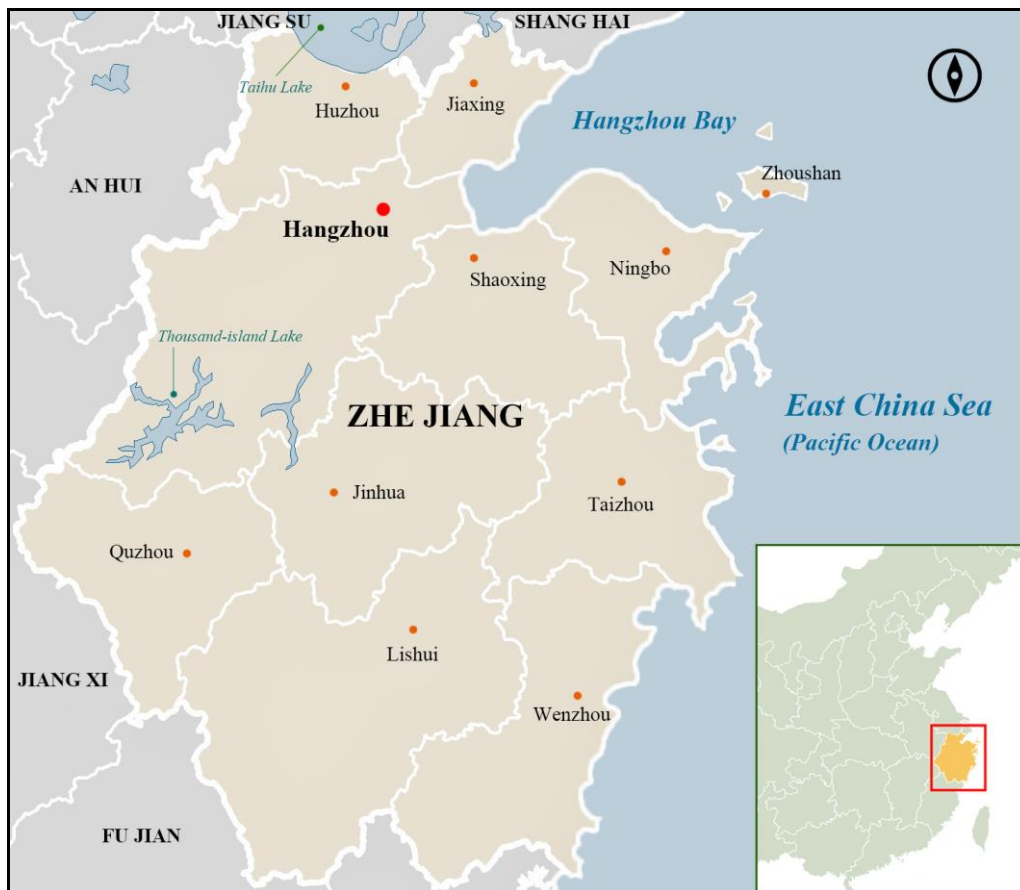 JIANG SU
SHANG HAI
Taihu Lake
Huzhou
Jiaxing
Hangzhou Bay
AN HUI
Zhoushan
Hangzhou
Shaoxing
Ningbo
Thousand-island Lake
ZHE JIANG
East China Sea
(Pacific Ocean)
Jinhua
Taizhou
Quzhou
Lishui
JIANG XI
Wenzhou
FU JIAN